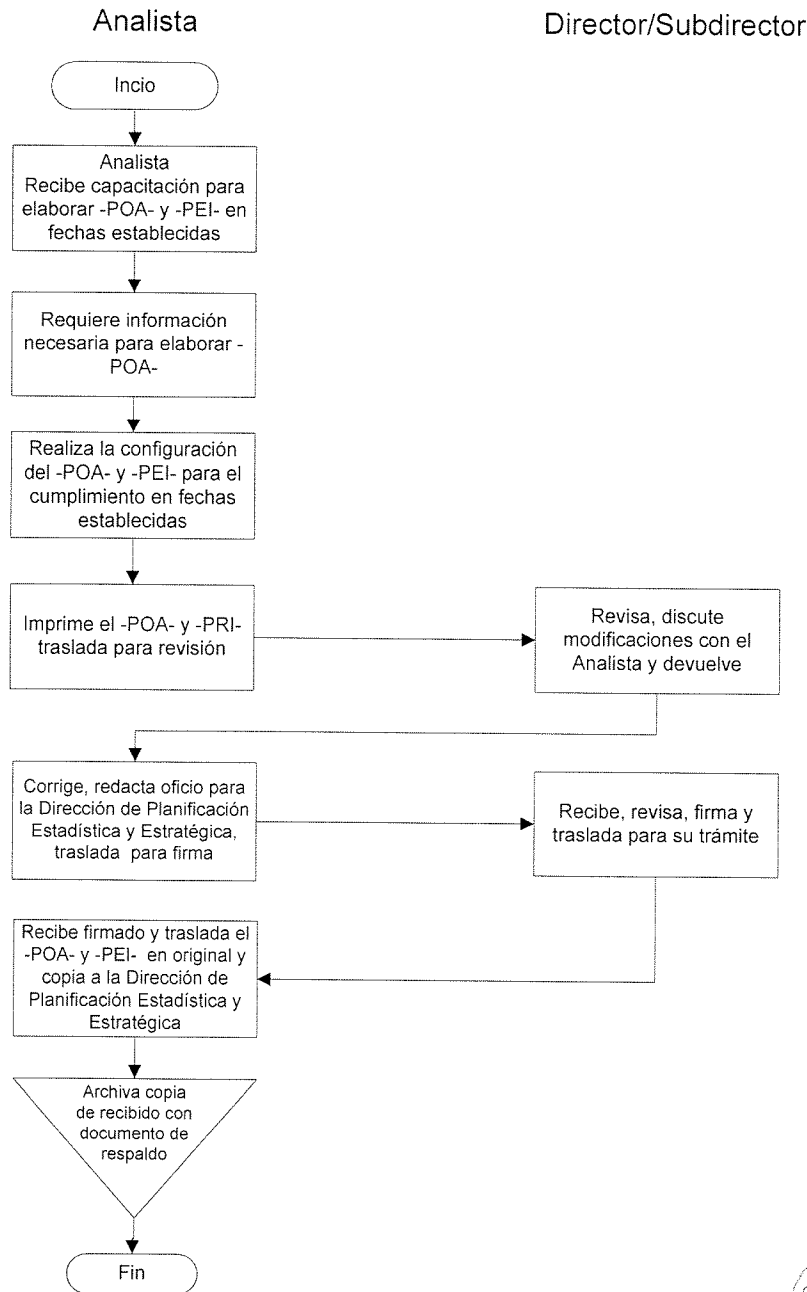 Analista
Director/Subdirector
Incio
Analista
Recibe capacitación para
elaborar -POA- y -PEI- en
fechas establecidas
Requiere información
necesaria para elaborar -
POA-
Realiza la configuración
del -POA- y -PEI- para el
cumplimiento en fechas
establecidas
Imprime el -POA- y -PRI-
traslada para revisión
Revisa, discute
modificaciones con el
Analista y devuelve
Corrige, redacta oficio para
la Dirección de Planificación
Estadística y Estratégica,
traslada para firma
Recibe, revisa, firma y
traslada para su trámite
Recibe firmado y traslada el
-POA- y -PEI- en original y
copia a la Dirección de
Planificación Estadística y
Estratégica
Archiva copia
de recibido con
documento de
respaldo
Fin